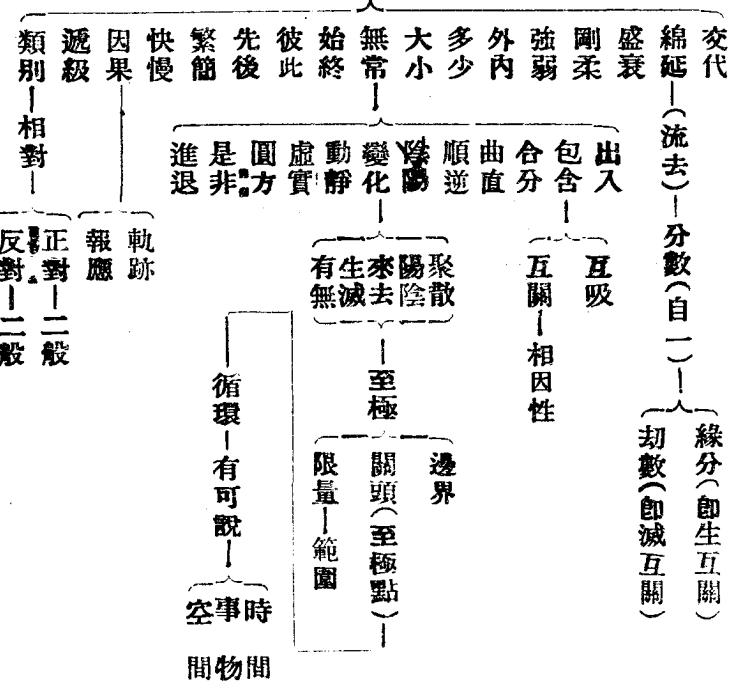 交代
綿延—(流去)—分數(自一)—
緣分(即生互關)
刧數(即滅互關)
盛衰
剛柔
強弱
外內
多少
大小
無常
出入
包含
互吸
互關—相因性
合分
曲直
順逆
陰陽
變化
聚散
陽陰
來去
生滅
有無
至極
邊界
關頭(至極點)—
限量—範圍
循環—有可說—
時間
事物
空間
動靜
虛實
圓方
是非
進退
始終
彼此
先後
繁簡
快慢
因果
軌跡
報應
遞級
類別—相對—
正對—二般
反對—二般